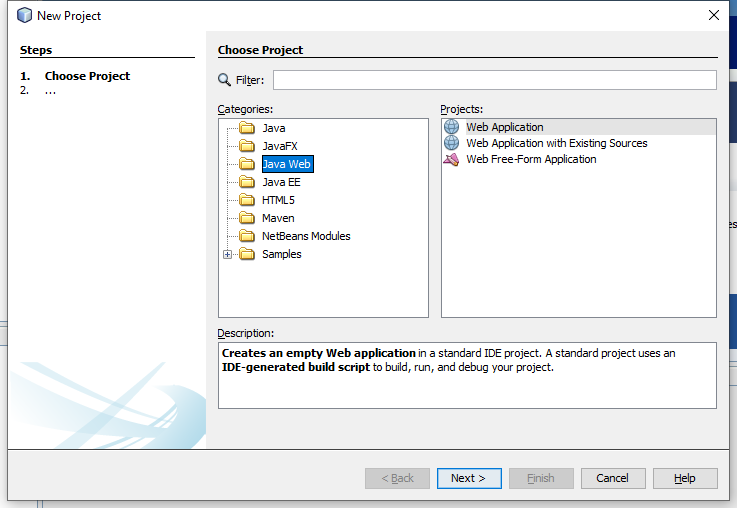 New Project
Steps
1. Choose Project
2. ...
Choose Project
Filter:
Categories:
Java
JavaFX
Java Web
Java EE
HTML5
Maven
NetBeans Modules
Samples
Projects:
Web Application
Web Application with Existing Sources
Web Free-Form Application
Description:
Creates an empty Web application in a standard IDE project. A standard project uses an
IDE-generated build script to build, run, and debug your project.
< Back
Next >
Finish
Cancel
Help
es